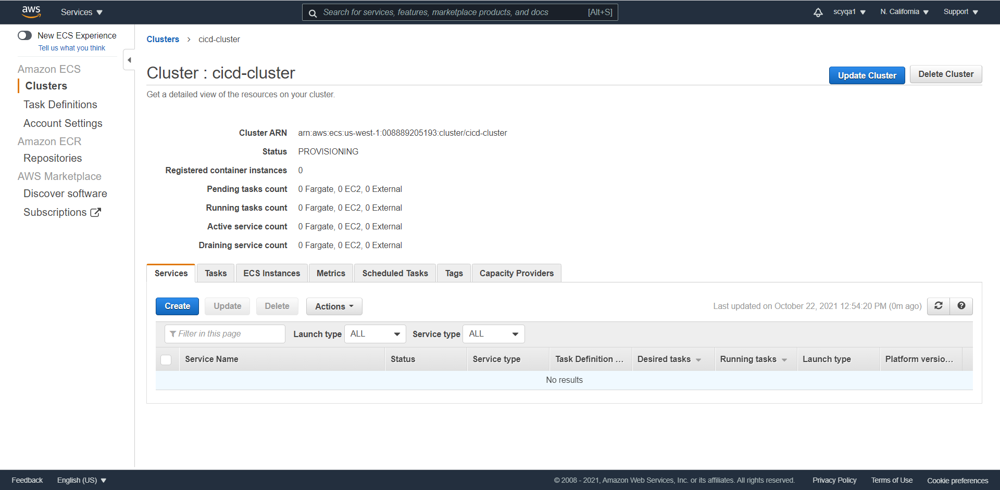 aws Services Search for services, features, marketplace products, and docs [Alt+S] scyqa1 N. California Support
New ECS Experience
Tell us what you think
Amazon ECS
Clusters
Task Definitions
Account Settings
Amazon ECR
Repositories
AWS Marketplace
Discover software
Subscriptions
Clusters > cicd-cluster
Cluster : cicd-cluster
Update Cluster Delete Cluster
Get a detailed view of the resources on your cluster.
Cluster ARN arn:aws:ecs:us-west-1:008889205193:cluster/cicd-cluster
Status PROVISIONING
Registered container instances 0
Pending tasks count 0 Fargate, 0 EC2, 0 External
Running tasks count 0 Fargate, 0 EC2, 0 External
Active service count 0 Fargate, 0 EC2, 0 External
Draining service count 0 Fargate, 0 EC2, 0 External
Services Tasks ECS Instances Metrics Scheduled Tasks Tags Capacity Providers
Create Update Delete Actions Last updated on October 22, 2021 12:54:20 PM (0m ago)
Filter in this page Launch type ALL Service type ALL
Service Name Status Service type Task Definition ... Desired tasks Running tasks Launch type Platform versio...
No results
Feedback English (US) © 2008 - 2021, Amazon Web Services, Inc. or its affiliates. All rights reserved. Privacy Policy Terms of Use Cookie preferences